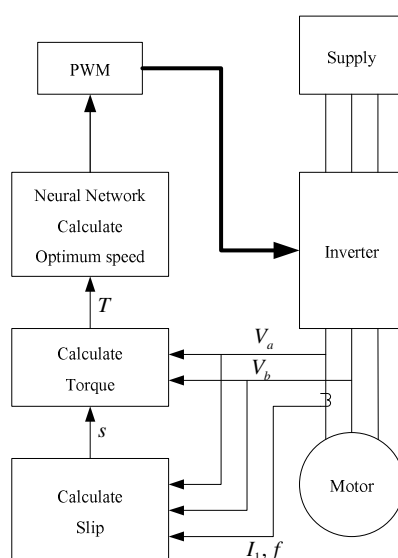 Supply
PWM
Neural Network
Calculate
Optimum speed
Inverter
T
V_a
Calculate
Torque
V_b
s
Calculate
Slip
Motor
I_1, f